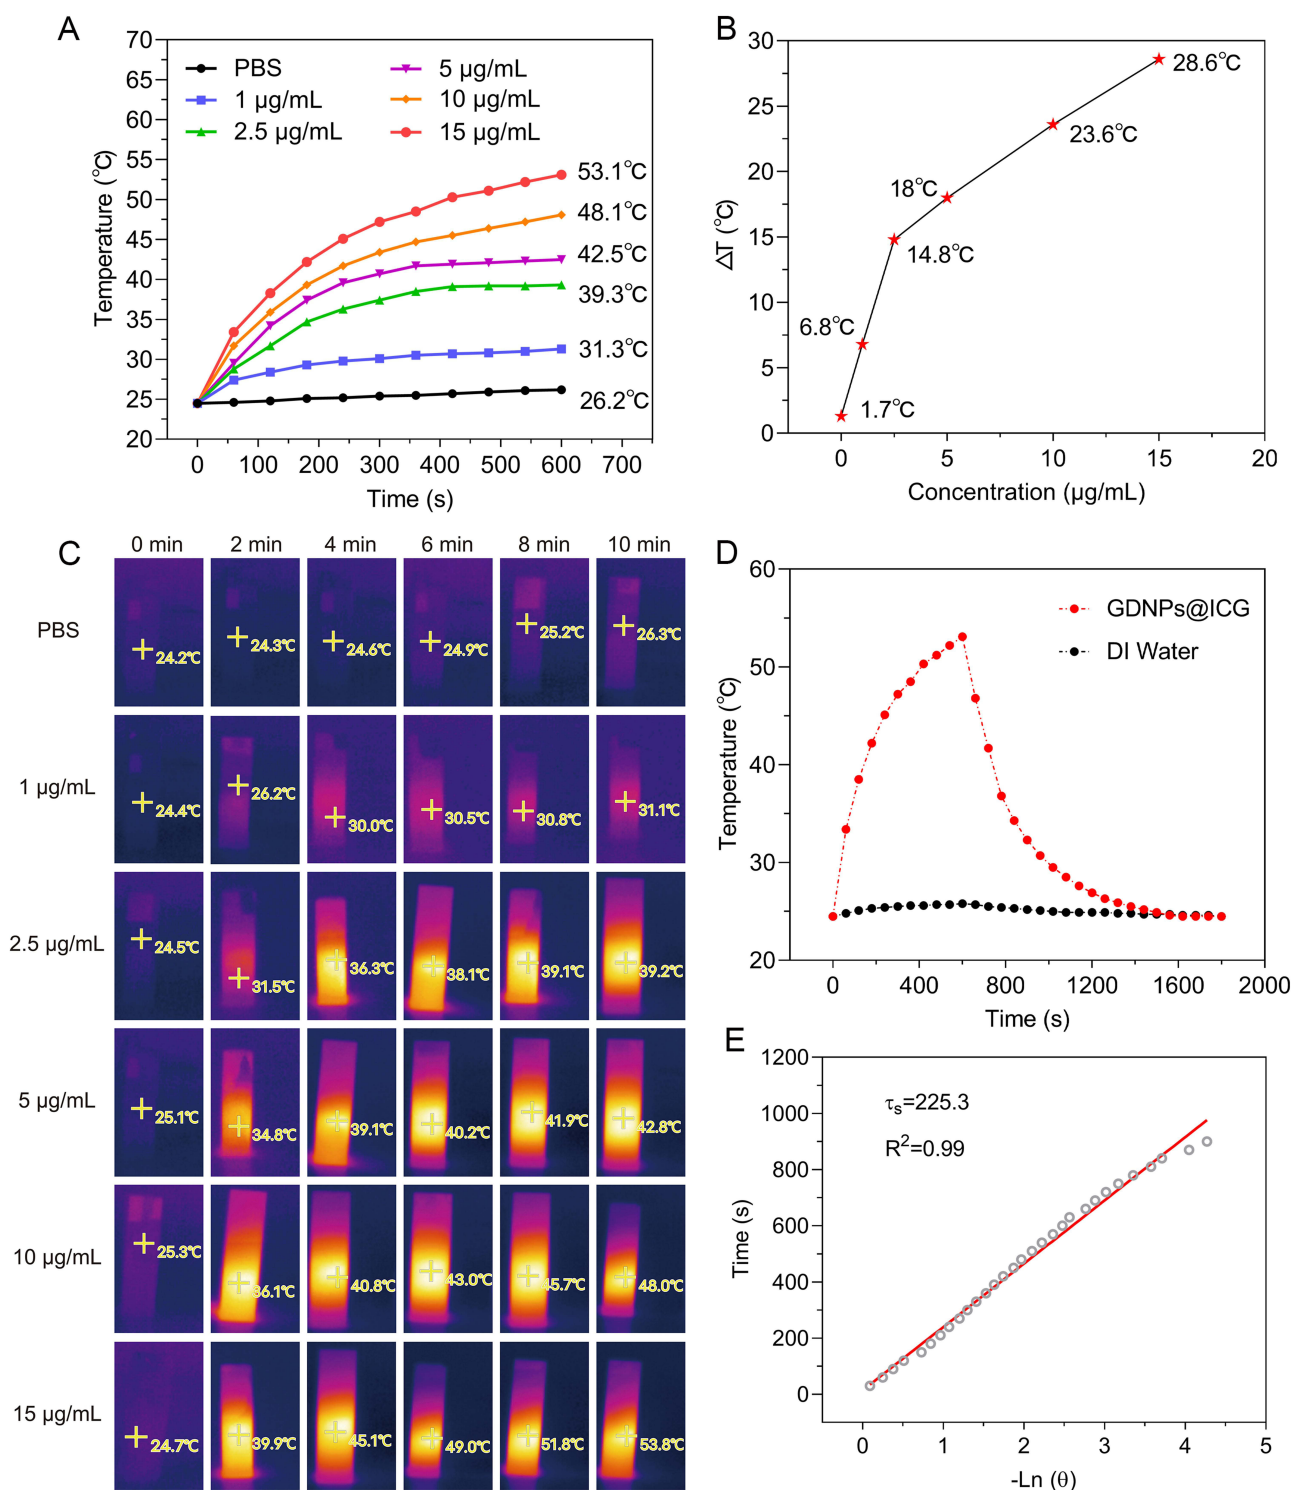 A
Temperature (℃)
70
65
60
55
50
45
40
35
30
25
20
PBS
1 µg/mL
2.5 µg/mL
5 µg/mL
10 µg/mL
15 µg/mL
53.1℃
48.1℃
42.5℃
39.3℃
31.3℃
26.2℃
0 100 200 300 400 500 600 700
Time (s)
B
ΔT (℃)
30
25
20
15
10
5
0
28.6℃
23.6℃
18℃
14.8℃
6.8℃
1.7℃
0 5 10 15 20
Concentration (µg/mL)
C
0 min 2 min 4 min 6 min 8 min 10 min
PBS
24.2℃ 24.3℃ 24.6℃ 24.9℃ 25.2℃ 26.3℃
1 µg/mL
24.4℃ 26.2℃ 30.0℃ 30.5℃ 30.8℃ 31.1℃
2.5 µg/mL
24.5℃ 31.5℃ 36.3℃ 38.1℃ 39.1℃ 39.2℃
5 µg/mL
25.1℃ 34.8℃ 39.1℃ 40.2℃ 41.9℃ 42.8℃
10 µg/mL
25.3℃ 36.1℃ 40.8℃ 43.0℃ 45.7℃ 48.0℃
15 µg/mL
24.7℃ 39.9℃ 45.1℃ 49.0℃ 51.8℃ 53.8℃
D
Temperature (℃)
60
50
40
30
20
GDNPs@ICG
DI Water
0 400 800 1200 1600 2000
Time (s)
E
Time (s)
1200
1000
800
600
400
200
0
τs=225.3
R2=0.99
0 1 2 3 4 5
-Ln (θ)